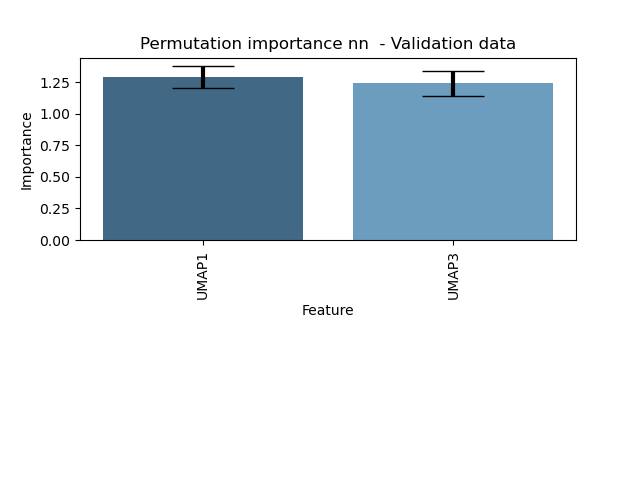 Permutation importance nn  - Validation data
Importance
1.25
1.00
0.75
0.50
0.25
0.00
UMAP1
UMAP3
Feature